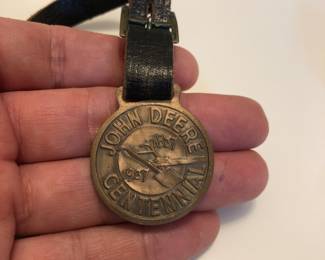 JOHN DEERE
1837
1937
CENTENNIAL